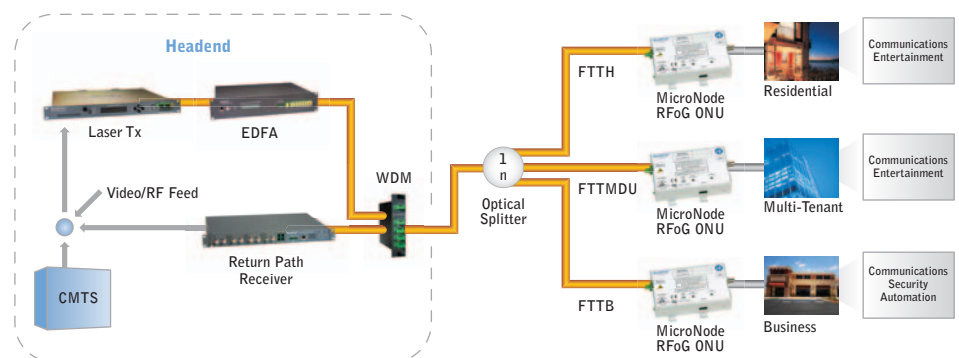 Headend
Laser Tx
EDFA
Video/RF Feed
WDM
Return Path
Receiver
CMTS
1
n
Optical
Splitter
FTTH
MicroNode
RFoG ONU
Residential
Communications
Entertainment
FTTMDU
MicroNode
RFoG ONU
Multi-Tenant
Communications
Entertainment
FTTB
MicroNode
RFoG ONU
Business
Communications
Security
Automation